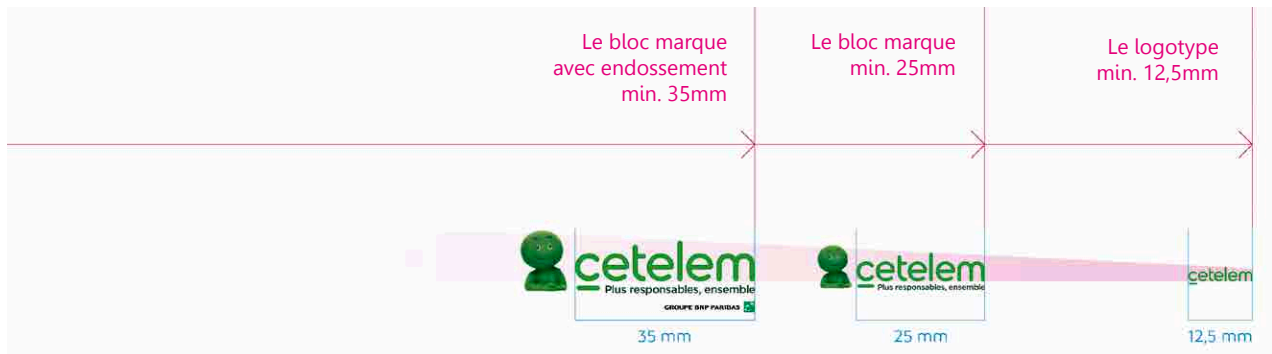 Le bloc marque
avec endossement
min. 35mm
Le bloc marque
min. 25mm
Le logotype
min. 12,5mm
cetelem
Plus responsables, ensemble
GROUPE BNP PARIBAS
35 mm
cetelem
Plus responsables, ensemble
25 mm
cetelem
12,5 mm